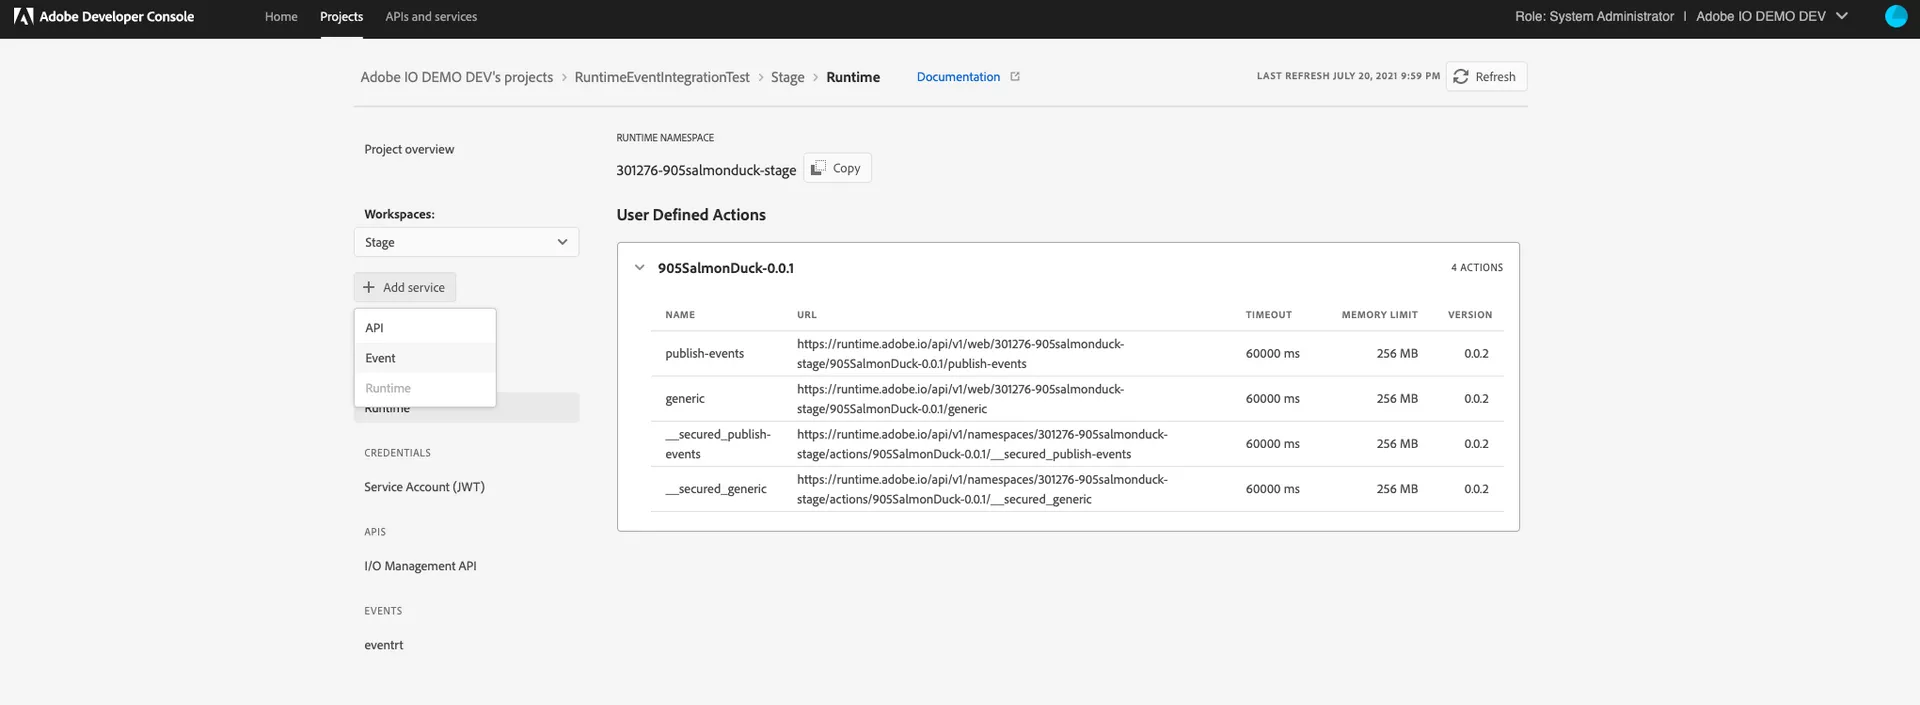 Adobe Developer Console
Home
Projects
APIs and services
Role: System Administrator | Adobe IO DEMO DEV
Adobe IO DEMO DEV's projects > RuntimeEventIntegrationTest > Stage > Runtime
Documentation
LAST REFRESH JULY 20, 2021 9:59 PM
Refresh
Project overview
Workspaces:
Stage
+ Add service
API
Event
Runtime
Runtime
CREDENTIALS
Service Account (JWT)
APIS
I/O Management API
EVENTS
eventrt
RUNTIME NAMESPACE
301276-905salmonduck-stage
Copy
User Defined Actions
905SalmonDuck-0.0.1
4 ACTIONS
NAME URL TIMEOUT MEMORY LIMIT VERSION
publish-events
https://runtime.adobe.io/api/v1/web/301276-905salmonduck-
stage/905SalmonDuck-0.0.1/publish-events
60000 ms 256 MB 0.0.2
generic
https://runtime.adobe.io/api/v1/web/301276-905salmonduck-
stage/905SalmonDuck-0.0.1/generic
60000 ms 256 MB 0.0.2
__secured_publish-
events
https://runtime.adobe.io/api/v1/namespaces/301276-905salmonduck-
stage/actions/905SalmonDuck-0.0.1/__secured_publish-events
60000 ms 256 MB 0.0.2
__secured_generic
https://runtime.adobe.io/api/v1/namespaces/301276-905salmonduck-
stage/actions/905SalmonDuck-0.0.1/__secured_generic
60000 ms 256 MB 0.0.2